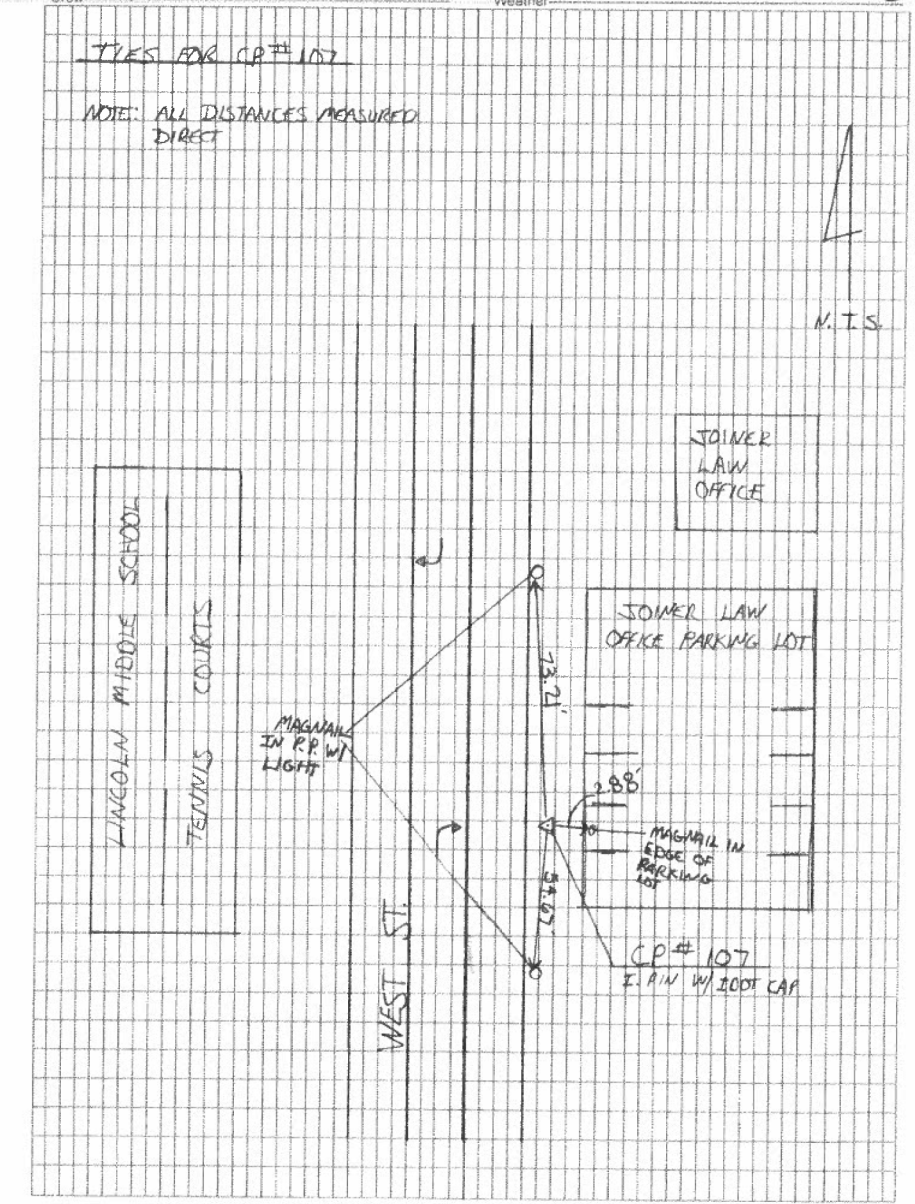 Weather
TIES FOR CP # 107
NOTE: ALL DISTANCES MEASURED
DIRECT
N.T.S.
JOINER
LAW
OFFICE
LINCOLN MIDDLE SCHOOL
TENNIS COURTS
JOINER LAW
OFFICE PARKING LOT
73.21'
MAGNAIL
IN P.P. W/
LIGHT
2.88'
MAGNAIL IN
EDGE OF
PARKING
LOT
WEST ST.
CP # 107
I. PIN W/ IDOT CAP